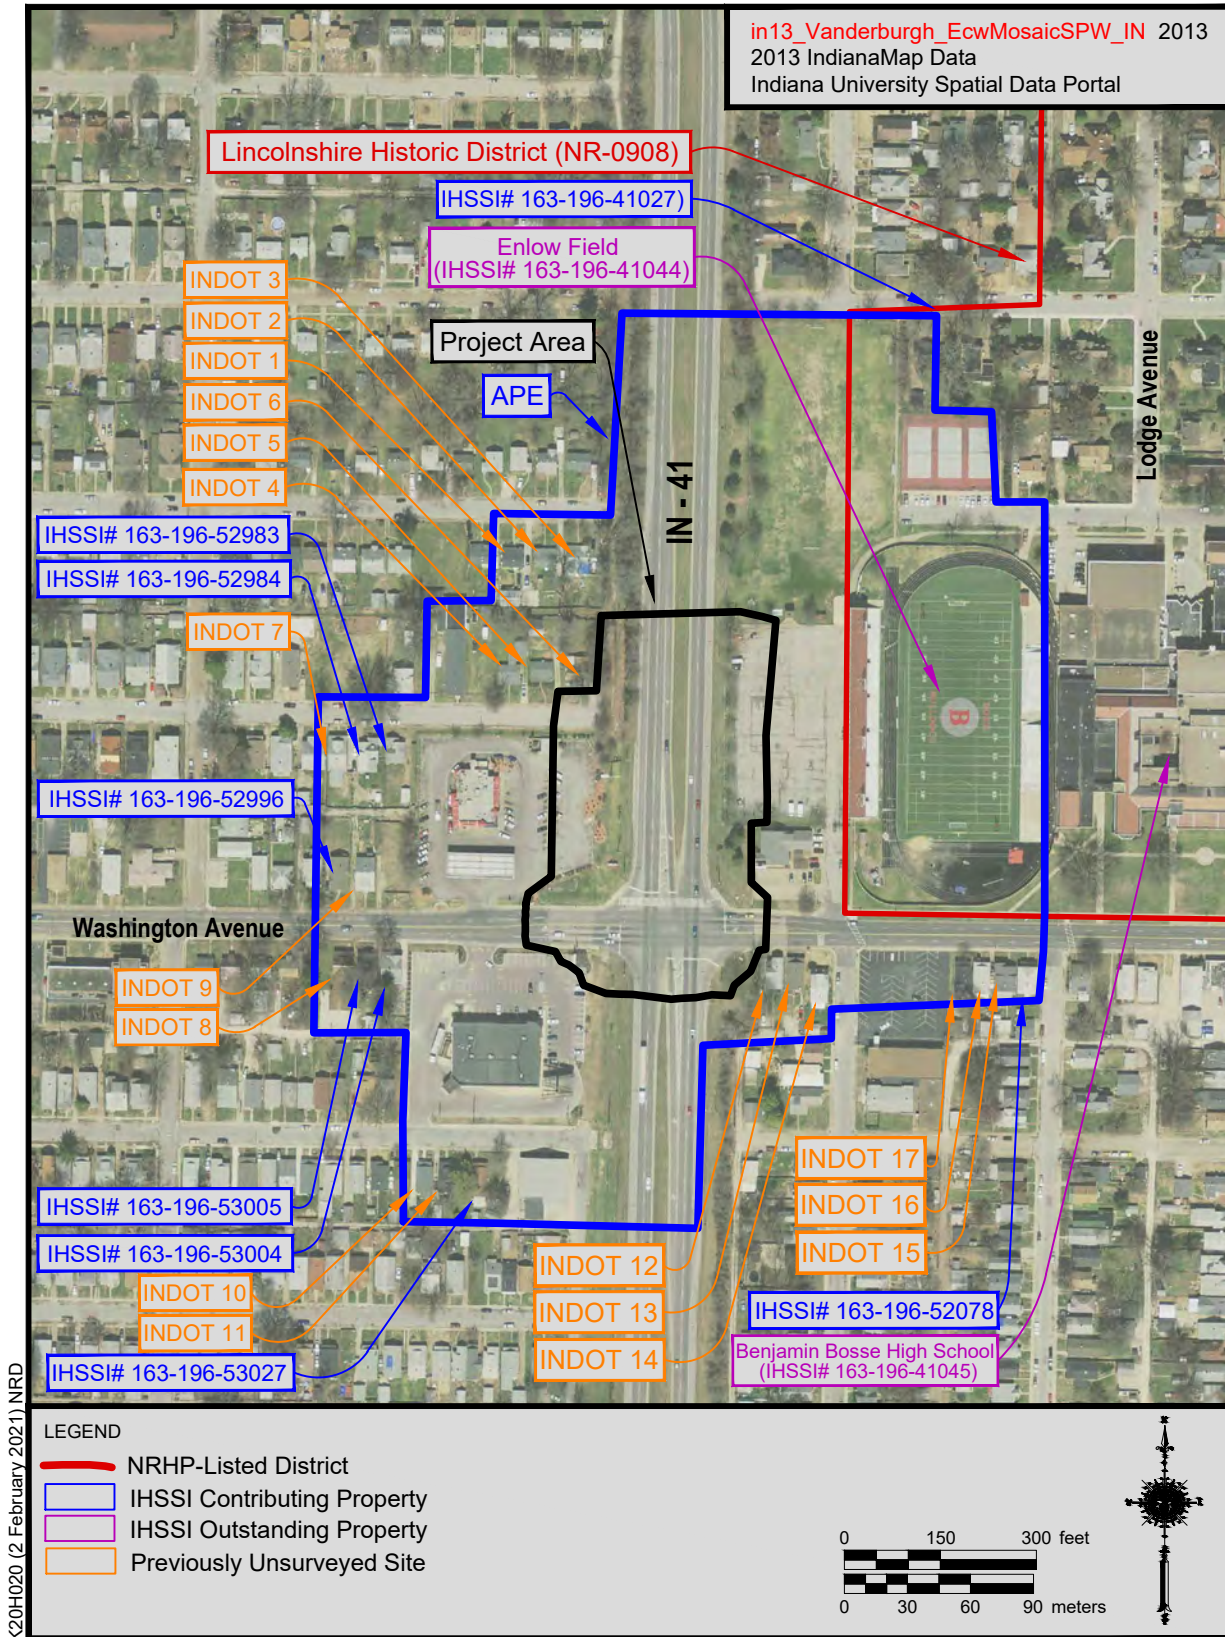 in13_Vanderburgh_EcwMosaicSPW_IN 2013
2013 IndianaMap Data
Indiana University Spatial Data Portal
Lincolnshire Historic District (NR-0908)
IHSSI# 163-196-41027)
Enlow Field
(IHSSI# 163-196-41044)
INDOT 3
INDOT 2
INDOT 1
INDOT 6
INDOT 5
INDOT 4
Project Area
APE
IN - 41
Lodge Avenue
IHSSI# 163-196-52983
IHSSI# 163-196-52984
INDOT 7
B
IHSSI# 163-196-52996
Washington Avenue
INDOT 9
INDOT 8
IHSSI# 163-196-53005
IHSSI# 163-196-53004
INDOT 10
INDOT 11
IHSSI# 163-196-53027
INDOT 12
INDOT 13
INDOT 14
INDOT 17
INDOT 16
INDOT 15
IHSSI# 163-196-52078
Benjamin Bosse High School
(IHSSI# 163-196-41045)
LEGEND
NRHP-Listed District
IHSSI Contributing Property
IHSSI Outstanding Property
Previously Unsurveyed Site
0 150 300 feet
0 30 60 90 meters
20H020 (2 February 2021) NRD